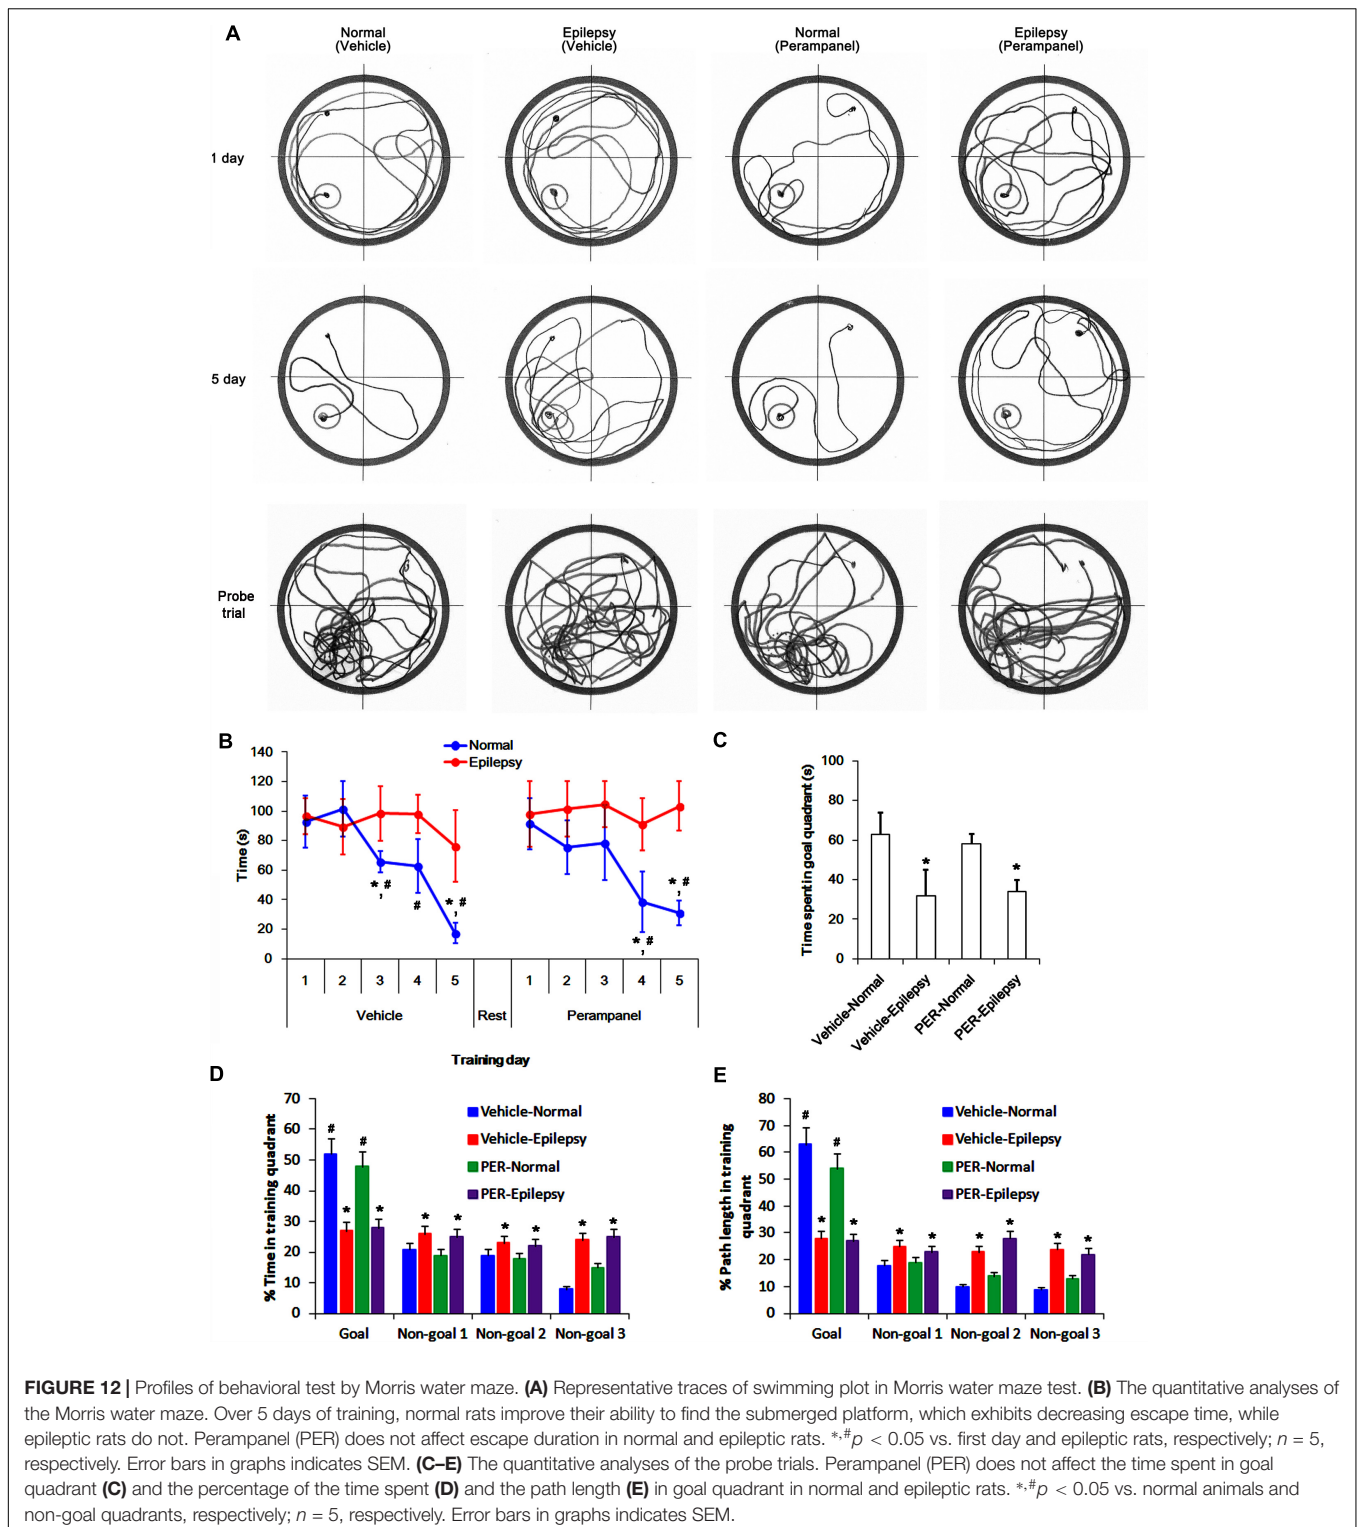 A
Normal
(Vehicle)
Epilepsy
(Vehicle)
Normal
(Perampanel)
Epilepsy
(Perampanel)
1 day
5 day
Probe
trial
B
Normal
Epilepsy
Time (s)
140
120
100
80
60
40
20
0
*,#
#
*,#
*,#
*,#
1 2 3 4 5 1 2 3 4 5
Vehicle Rest Perampanel
Training day
C
Time spent in goal quadrant (s)
100
80
60
40
20
0
* *
Vehicle-Normal
Vehicle-Epilepsy
PER-Normal
PER-Epilepsy
D
% Time in training quadrant
70
60
50
40
30
20
10
0
Vehicle-Normal
Vehicle-Epilepsy
PER-Normal
PER-Epilepsy
# * # * * * * * * *
Goal Non-goal 1 Non-goal 2 Non-goal 3
E
% Path length in training
quadrant
80
70
60
50
40
30
20
10
0
Vehicle-Normal
Vehicle-Epilepsy
PER-Normal
PER-Epilepsy
# * # * * * * * * *
Goal Non-goal 1 Non-goal 2 Non-goal 3
FIGURE 12 | Profiles of behavioral test by Morris water maze. (A) Representative traces of swimming plot in Morris water maze test. (B) The quantitative analyses of
the Morris water maze. Over 5 days of training, normal rats improve their ability to find the submerged platform, which exhibits decreasing escape time, while
epileptic rats do not. Perampanel (PER) does not affect escape duration in normal and epileptic rats. *,#p < 0.05 vs. first day and epileptic rats, respectively; n = 5,
respectively. Error bars in graphs indicates SEM. (C–E) The quantitative analyses of the probe trials. Perampanel (PER) does not affect the time spent in goal
quadrant (C) and the percentage of the time spent (D) and the path length (E) in goal quadrant in normal and epileptic rats. *,#p < 0.05 vs. normal animals and
non-goal quadrants, respectively; n = 5, respectively. Error bars in graphs indicates SEM.